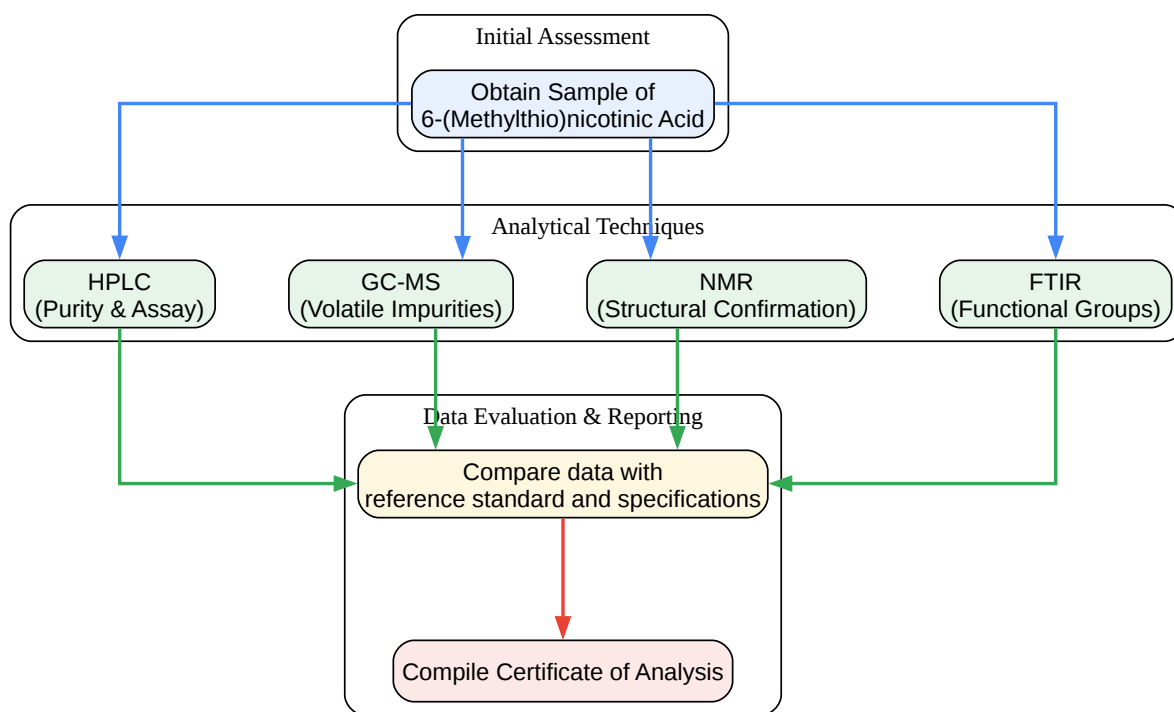 Initial Assessment
Obtain Sample of
6-(Methylthio)nicotinic Acid
Analytical Techniques
HPLC
(Purity & Assay)
GC-MS
(Volatile Impurities)
NMR
(Structural Confirmation)
FTIR
(Functional Groups)
Data Evaluation & Reporting
Compare data with
reference standard and specifications
Compile Certificate of Analysis